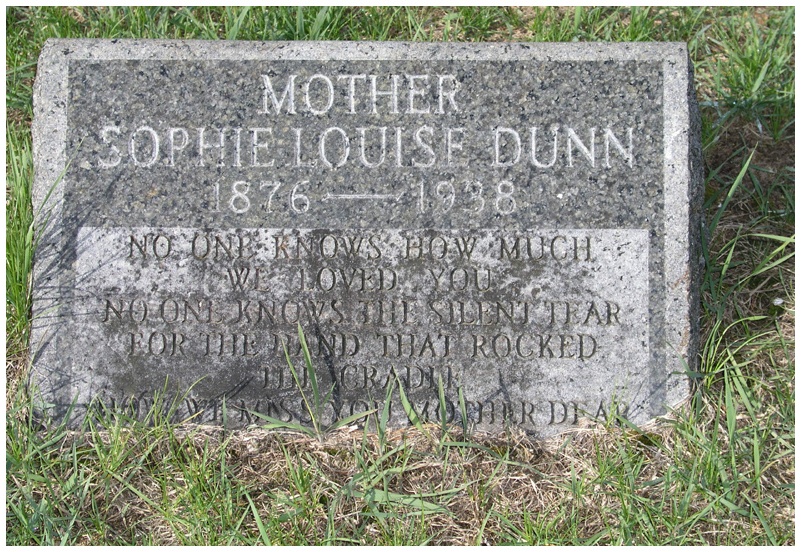 MOTHER
SOPHIE LOUISE DUNN
1876 — 1938
NO ONE KNOWS HOW MUCH
WE LOVED YOU
NO ONE KNOWS THE SILENT TEAR
FOR THE HAND THAT ROCKED
THE CRADLE
HOW WE MISS YOU MOTHER DEAR